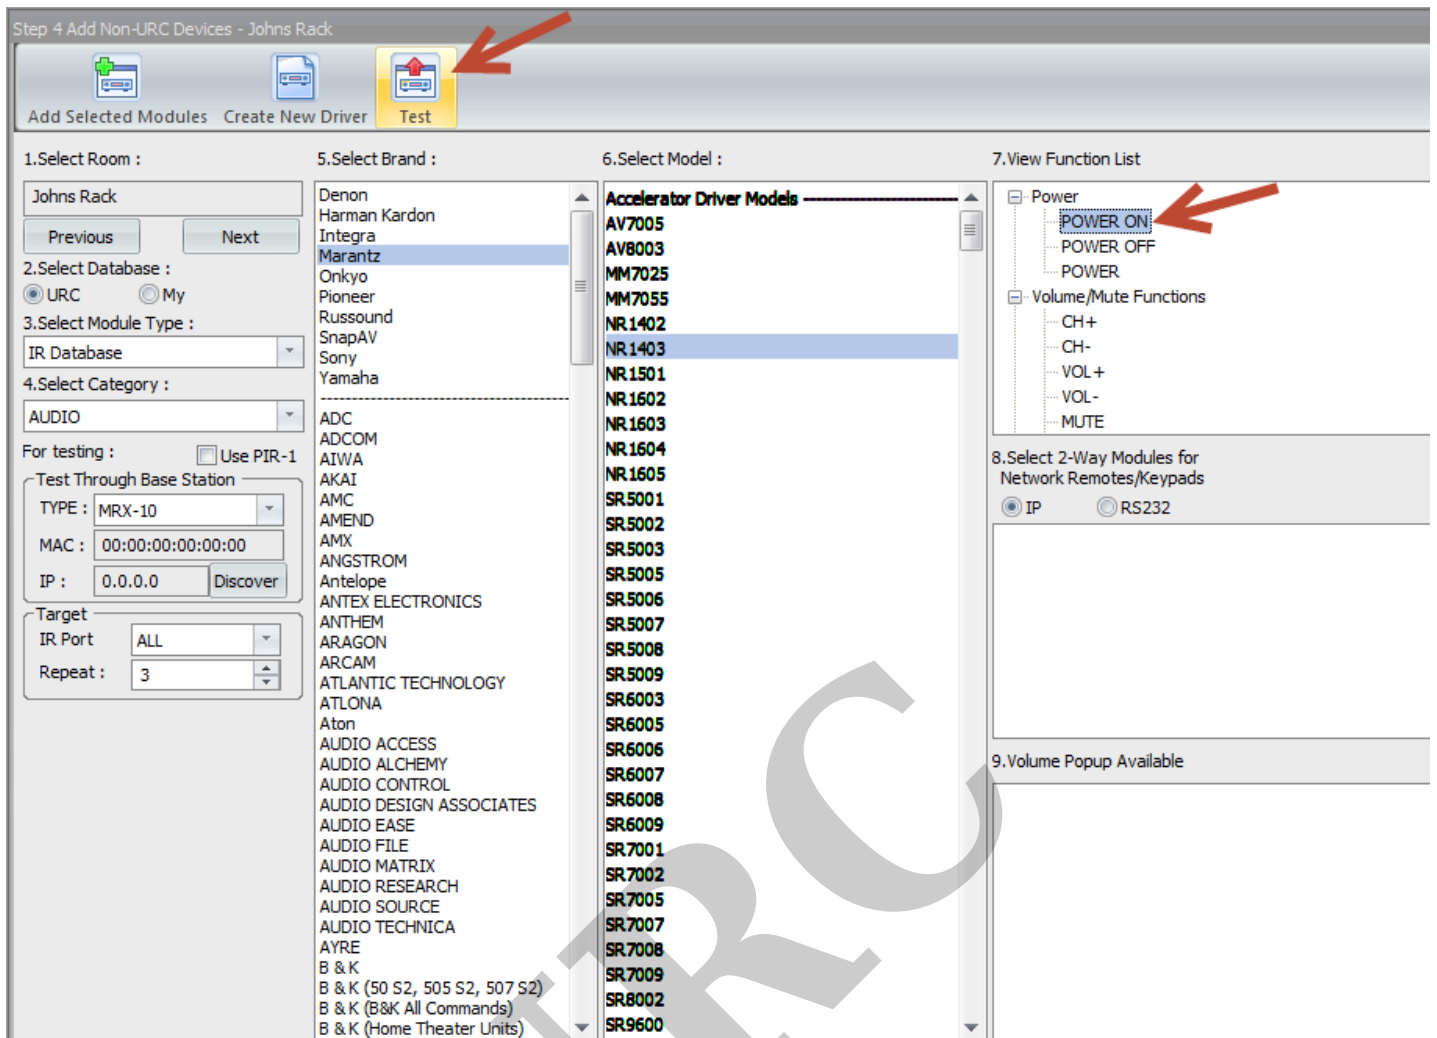 Step 4 Add Non-URC Devices - Johns Rack
Add Selected Modules
Create New Driver
Test
1.Select Room :
Johns Rack
Previous
Next
2.Select Database :
URC
My
3.Select Module Type :
IR Database
4.Select Category :
AUDIO
For testing :
Use PIR-1
Test Through Base Station
TYPE :
MRX-10
MAC :
00:00:00:00:00:00
IP :
0.0.0.0
Discover
Target
IR Port
ALL
Repeat :
3
5.Select Brand :
Denon
Harman Kardon
Integra
Marantz
Onkyo
Pioneer
Russound
SnapAV
Sony
Yamaha
----------------------------------------
ADC
ADCOM
AIWA
AKAI
AMC
AMEND
AMX
ANGSTROM
Antelope
ANTEX ELECTRONICS
ANTHEM
ARAGON
ARCAM
ATLANTIC TECHNOLOGY
ATLONA
Aton
AUDIO ACCESS
AUDIO ALCHEMY
AUDIO CONTROL
AUDIO DESIGN ASSOCIATES
AUDIO EASE
AUDIO FILE
AUDIO MATRIX
AUDIO RESEARCH
AUDIO SOURCE
AUDIO TECHNICA
AYRE
B & K
B & K (50 S2, 505 S2, 507 S2)
B & K (B&K All Commands)
B & K (Home Theater Units)
6.Select Model :
Accelerator Driver Models --------------------
AV7005
AV8003
MM7025
MM7055
NR1402
NR1403
NR1501
NR1602
NR1603
NR1604
NR1605
SR5001
SR5002
SR5003
SR5005
SR5006
SR5007
SR5008
SR5009
SR6003
SR6005
SR6006
SR6007
SR6008
SR6009
SR7001
SR7002
SR7005
SR7007
SR7008
SR7009
SR8002
SR9600
7.View Function List
Power
POWER ON
POWER OFF
POWER
Volume/Mute Functions
CH+
CH-
VOL+
VOL-
MUTE
8.Select 2-Way Modules for
Network Remotes/Keypads
IP
RS232
9.Volume Popup Available
URC